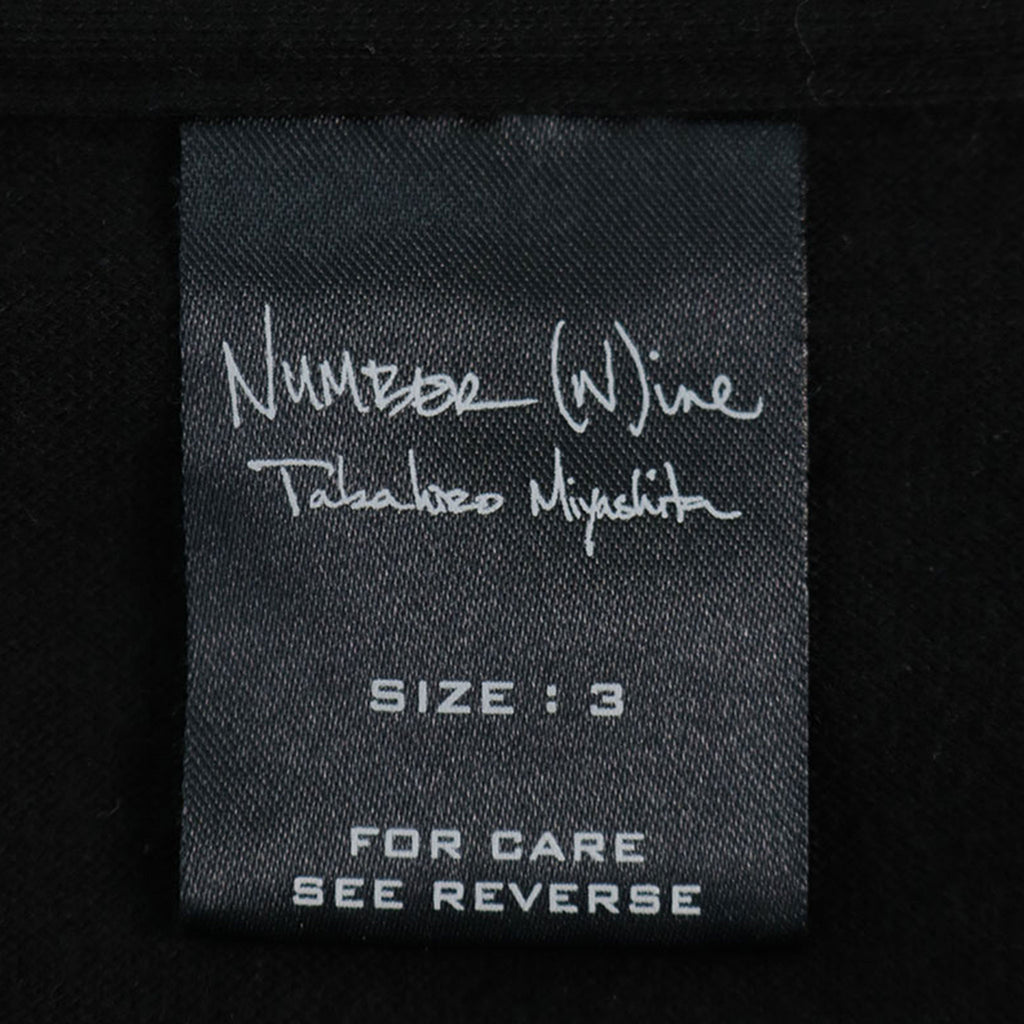 NUMBER (N)ine
Takahiro Miyashita
SIZE : 3
FOR CARE
SEE REVERSE